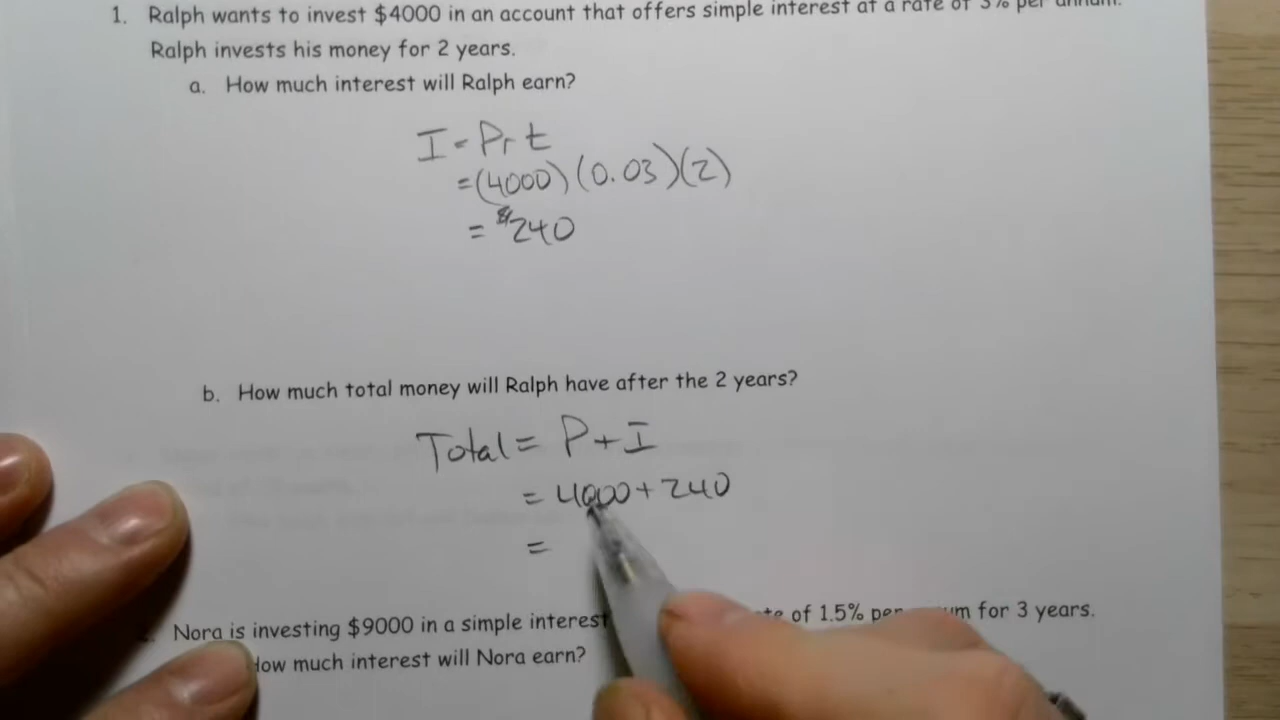 1. Ralph wants to invest $4000 in an account that offers simple interest at a rate of 3% per annum.
Ralph invests his money for 2 years.
a. How much interest will Ralph earn?
I = Prt
=(4000)(0.03)(2)
= $240
b. How much total money will Ralph have after the 2 years?
Total = P+I
= 4000+240
=
Nora is investing $9000 in a simple interest of 1.5% per for 3 years.
How much interest will Nora earn?